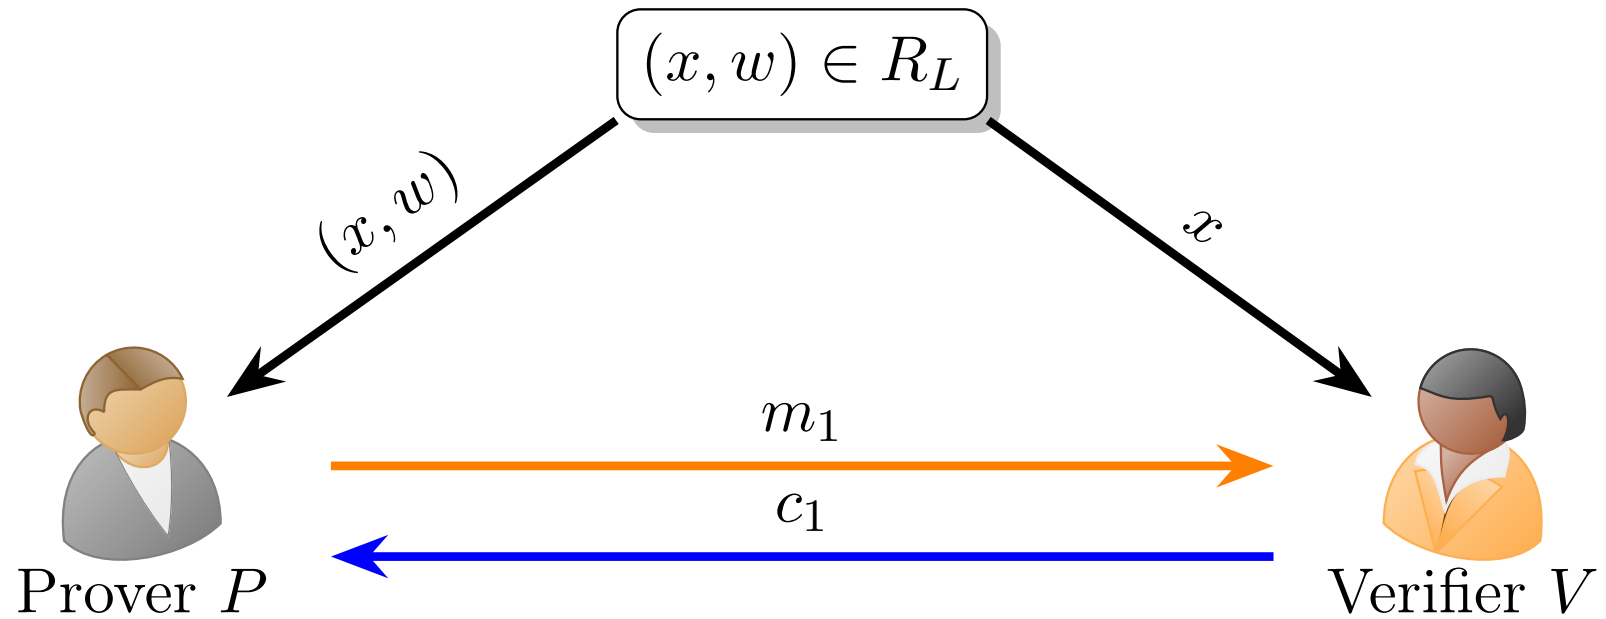 (x, w) ∈ R_L
(x, w)
x
m_1
c_1
Prover P
Verifier V